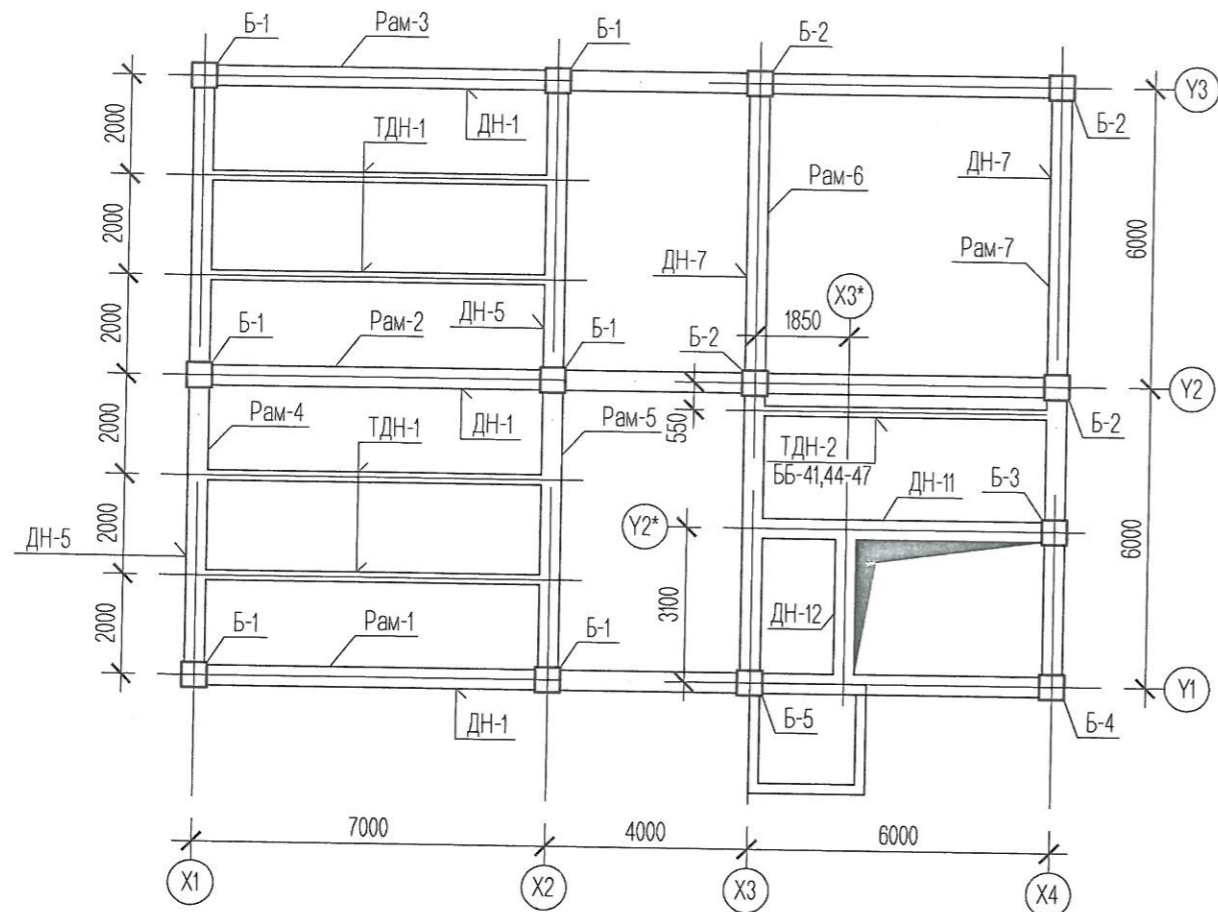 Б-1
Рам-3
Б-1
Б-2
Y3
2000
ТДН-1
ДН-1
Б-2
ДН-7
Рам-6
2000
Рам-7
6000
ДН-7
X3*
2000
ДН-5
1850
Б-1
Рам-2
Б-1
Б-2
Y2
Рам-4
ТДН-1
ДН-1
Рам-5
550
Б-2
2000
ТДН-2
ББ-41,44-47
ДН-11
Б-3
Y2*
ДН-5
2000
6000
3100
ДН-12
2000
Б-1
Рам-1
Б-1
Y1
ДН-1
Б-5
Б-4
7000
4000
6000
X1
X2
X3
X4